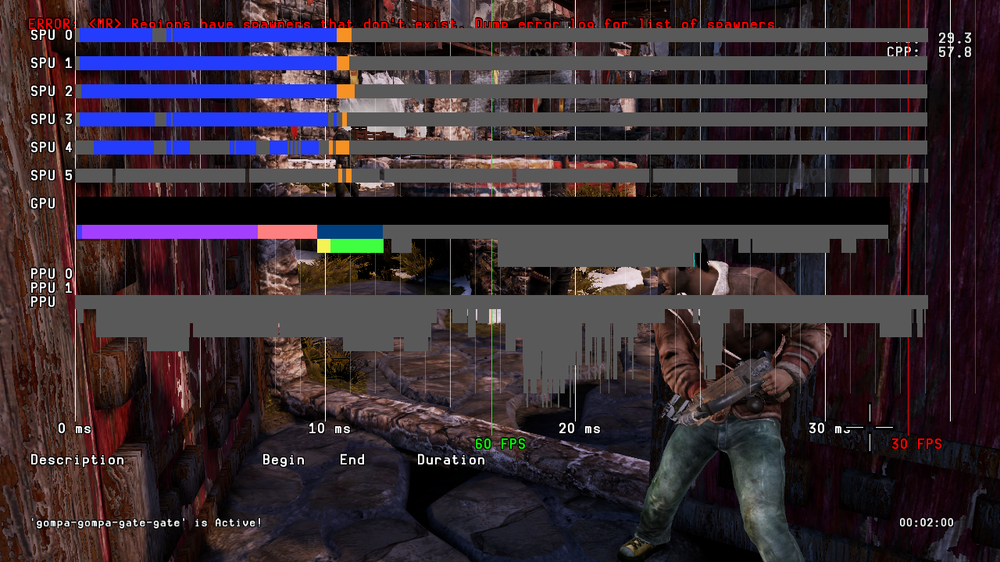 ERROR: <MR> Regions have spawners that don't exist. Dump error log for list of spawners.
SPU 0
29.3
CPP: 57.8
SPU 1
SPU 2
SPU 3
SPU 4
SPU 5
GPU
PPU 0
PPU 1
PPU
0 ms 10 ms 20 ms 30 ms
60 FPS 30 FPS
Description Begin End Duration
'gompa-gompa-gate-gate' is Active!
00:02:00